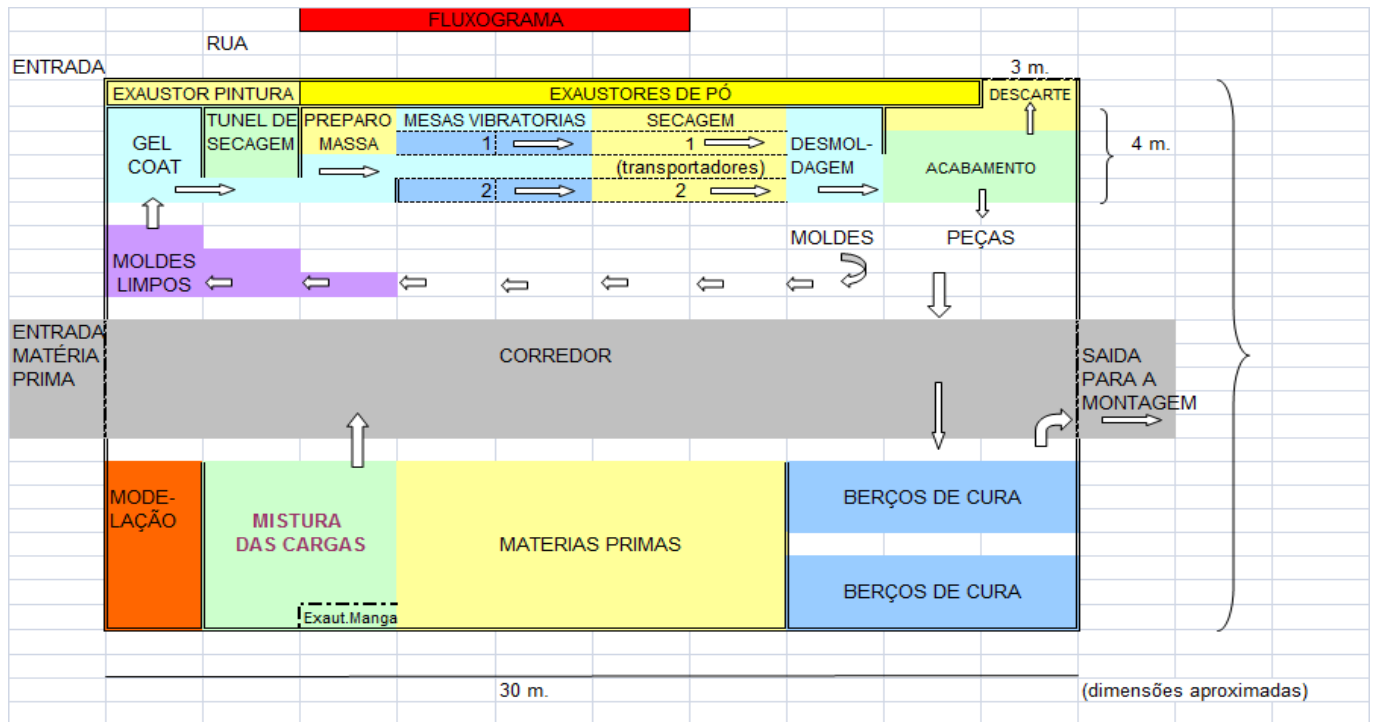 FLUXOGRAMA
RUA
ENTRADA
3 m.
EXAUSTOR PINTURA
EXAUSTORES DE PÓ
DESCARTE
GEL
COAT
TUNEL DE
SECAGEM
PREPARO
MASSA
MESAS VIBRATORIAS
1
2
SECAGEM
1
(transportadores)
2
DESMOL-
DAGEM
ACABAMENTO
4 m.
MOLDES
PEÇAS
MOLDES
LIMPOS
ENTRADA
MATÉRIA
PRIMA
CORREDOR
SAIDA
PARA A
MONTAGEM
MODE-
LAÇÃO
MISTURA
DAS CARGAS
Exaut.Manga
MATERIAS PRIMAS
BERÇOS DE CURA
BERÇOS DE CURA
30 m.
(dimensões aproximadas)